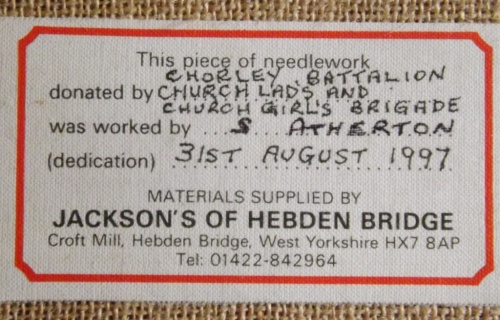 This piece of needlework
CHORLEY BATTALION
donated by CHURCH LADS AND
CHURCH GIRL'S BRIGADE
was worked by ...S ATHERTON
(dedication) 31ST AUGUST 1997
MATERIALS SUPPLIED BY
JACKSON'S OF HEBDEN BRIDGE
Croft Mill, Hebden Bridge, West Yorkshire HX7 8AP
Tel: 01422-842964